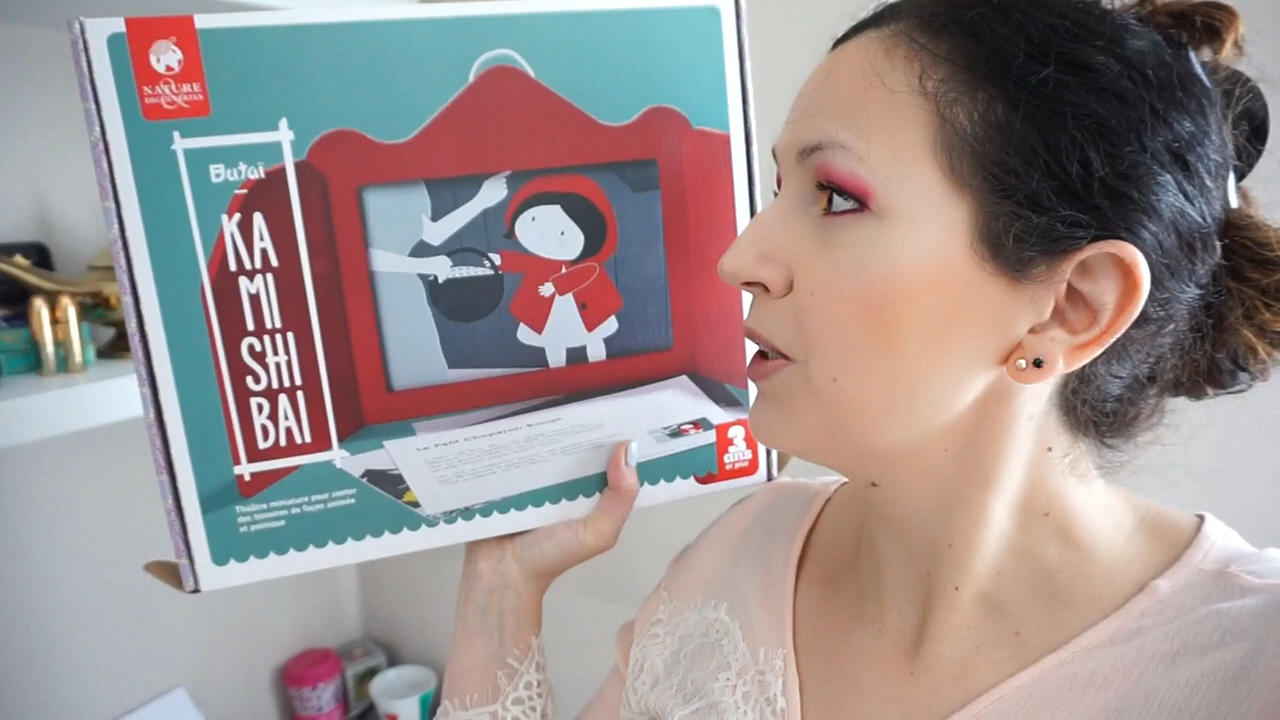 NATURE
&
DECOUVERTES
Butaï
KA
MI
SHI
BAI
Le Petit Chaperon Rouge
3
ans
et plus
Théâtre miniature pour conter
des histoires de façon animée
et poétique